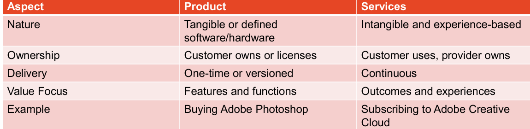 Aspect Product Services
Nature Tangible or defined Intangible and experience-based
software/hardware
Ownership Customer owns or licenses Customer uses, provider owns
Delivery One-time or versioned Continuous
Value Focus Features and functions Outcomes and experiences
Example Buying Adobe Photoshop Subscribing to Adobe Creative
Cloud